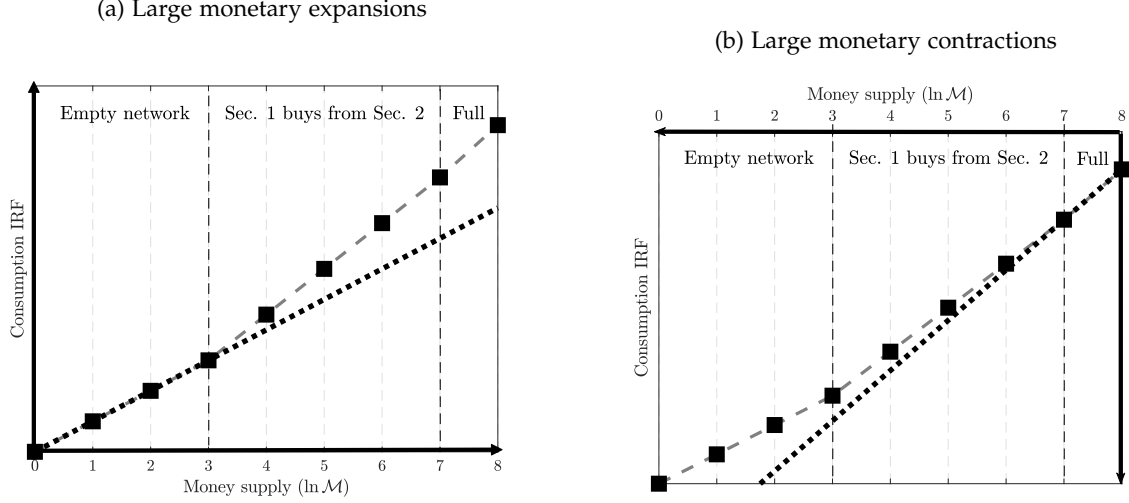 (a) Large monetary expansions
Empty network
Sec. 1 buys from Sec. 2
Full
Consumption IRF
0 1 2 3 4 5 6 7 8
Money supply (ln ℳ)
(b) Large monetary contractions
Money supply (ln ℳ)
0 1 2 3 4 5 6 7 8
Empty network
Sec. 1 buys from Sec. 2
Full
Consumption IRF